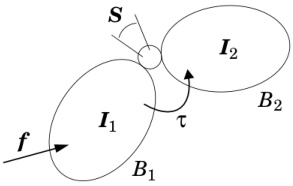 S
I₂
B₂
τ
I₁
f
B₁